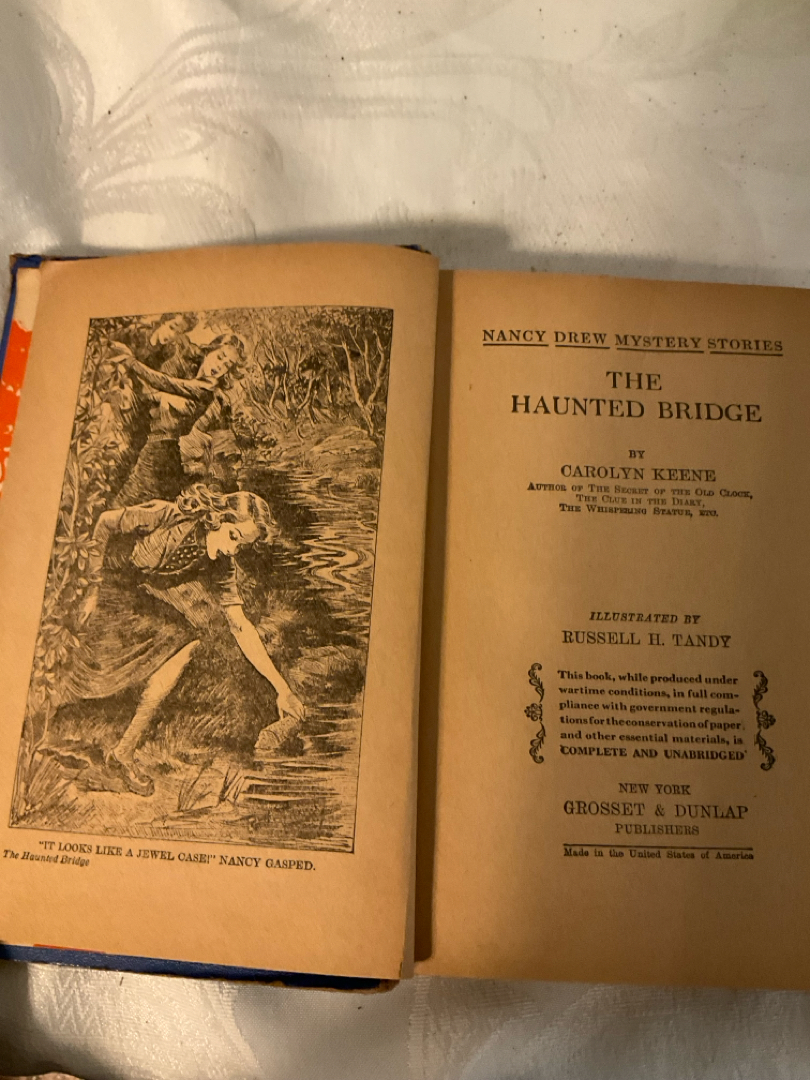 "IT LOOKS LIKE A JEWEL CASE!" NANCY GASPED.
The Haunted Bridge
NANCY DREW MYSTERY STORIES
THE
HAUNTED BRIDGE
BY
CAROLYN KEENE
AUTHOR OF THE SECRET OF THE OLD CLOCK,
THE CLUE IN THE DIARY,
THE WHISPERING STATUE, ETC.
ILLUSTRATED BY
RUSSELL H. TANDY
This book, while produced under
wartime conditions, in full com-
pliance with government regula-
tions for the conservation of paper
and other essential materials, is
COMPLETE AND UNABRIDGED
NEW YORK
GROSSET & DUNLAP
PUBLISHERS
Made in the United States of America